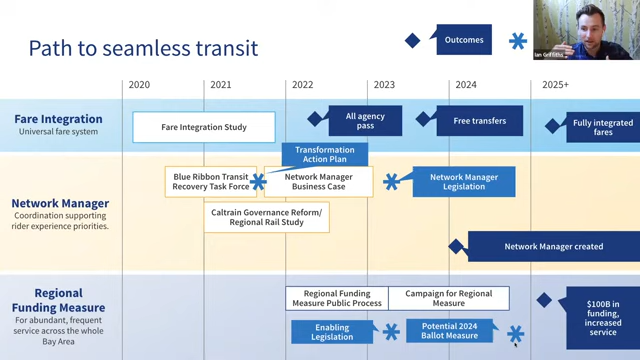 Path to seamless transit
Outcomes
Ian Griffiths
2020
2021
2022
2023
2024
2025+
Fare Integration
Universal fare system
Fare Integration Study
All agency
pass
Free transfers
Fully integrated
fares
Transformation
Action Plan
Network Manager
Coordination supporting
rider experience priorities.
Blue Ribbon Transit
Recovery Task Force
Network Manager
Business Case
Network Manager
Legislation
Caltrain Governance Reform/
Regional Rail Study
Network Manager created
Regional
Funding Measure
For abundant, frequent
service across the whole
Bay Area
Regional Funding
Measure Public Process
Campaign for Regional
Measure
Enabling
Legislation
Potential 2024
Ballot Measure
$100B in
funding,
increased
service